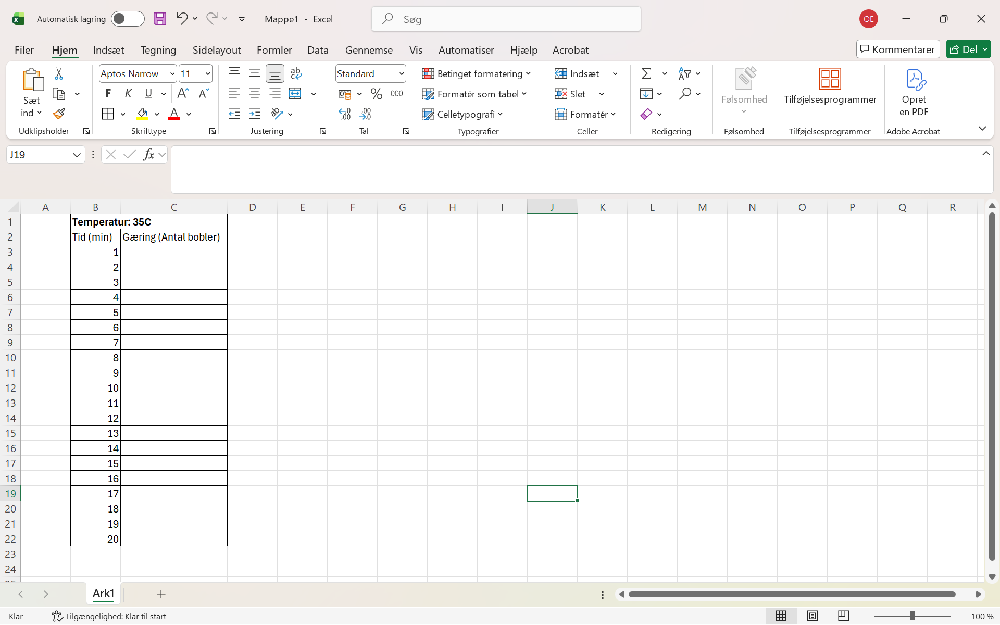 Automatisk lagring Mappe1 - Excel Søg OE
Filer Hjem Indsæt Tegning Sidelayout Formler Data Gennemse Vis Automatiser Hjælp Acrobat Kommentarer Del
Aptos Narrow 11 ab Standard Betinget formatering Indsæt
Sæt F K U A A % 000 Formatér som tabel Slet Følsomhed Tilføjelsesprogrammer Opret
ind A Celletypografi Formatér en PDF
Udklipsholder Skrifttype Justering Tal Typografier Celler Redigering Følsomhed Tilføjelsesprogrammer Adobe Acrobat
J19 fx
A B C D E F G H I J K L M N O P Q R
1 Temperatur: 35C
2 Tid (min) Gæring (Antal bobler)
3 1
4 2
5 3
6 4
7 5
8 6
9 7
10 8
11 9
12 10
13 11
14 12
15 13
16 14
17 15
18 16
19 17
20 18
21 19
22 20
23
24
Ark1
Klar Tilgængelighed: Klar til start 100 %